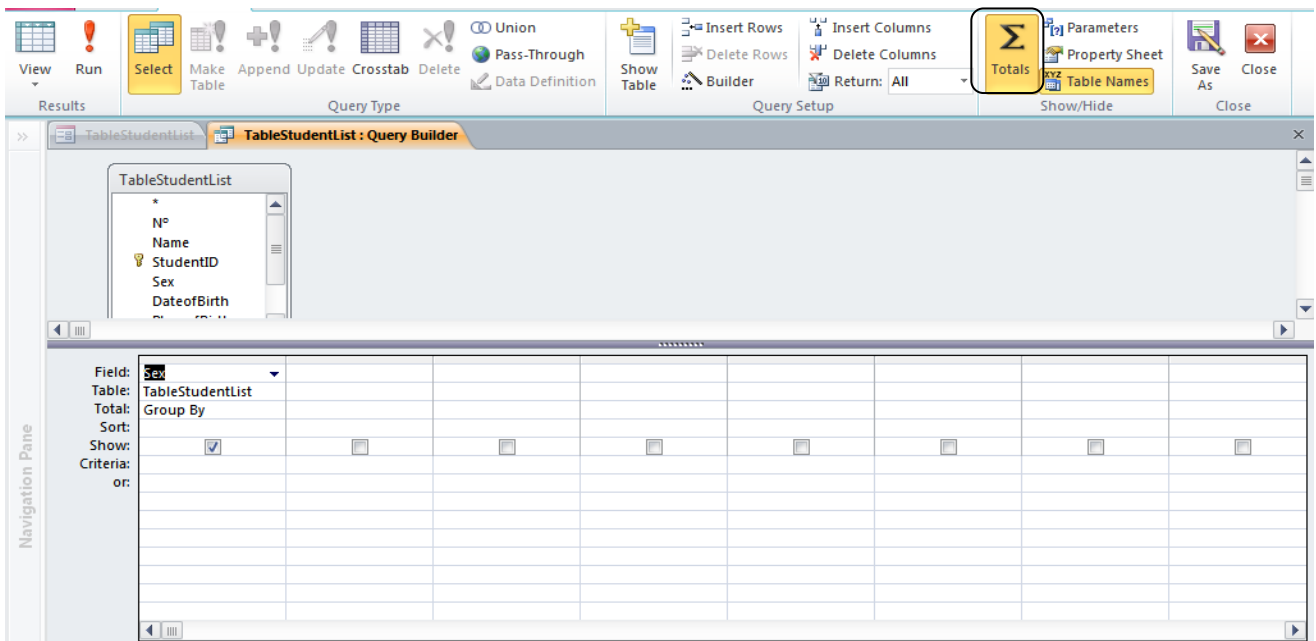 View
Run
Results
Select
Make Table
Append
Update
Crosstab
Delete
Union
Pass-Through
Data Definition
Query Type
Show Table
Insert Rows
Delete Rows
Builder
Insert Columns
Delete Columns
Return: All
Query Setup
Σ
Totals
Parameters
Property Sheet
XYZ
Table Names
Show/Hide
Save As
Close
Close
TableStudentList
TableStudentList : Query Builder
Navigation Pane
TableStudentList
*
Nº
Name
StudentID
Sex
DateofBirth
Field: Sex
Table: TableStudentList
Total: Group By
Sort:
Show:
Criteria:
or: